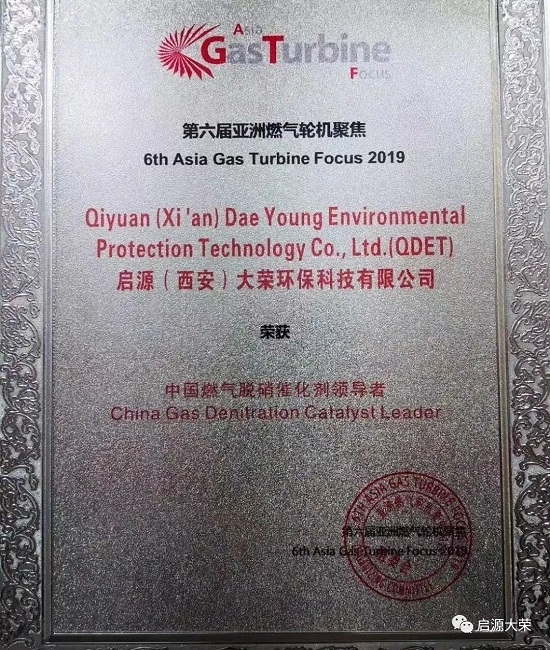 Asia
GasTurbine
Focus
第六届亚洲燃气轮机聚焦
6th Asia Gas Turbine Focus 2019
Qiyuan (Xi 'an) Dae Young Environmental
Protection Technology Co., Ltd.(QDET)
启源（西安）大荣环保科技有限公司
荣获
中国燃气脱硝催化剂领导者
China Gas Denitration Catalyst Leader
6TH ASIA GAS TURBINE
第六届亚洲燃气轮机聚焦
6th Asia Gas Turbine Focus 2019
启源大荣